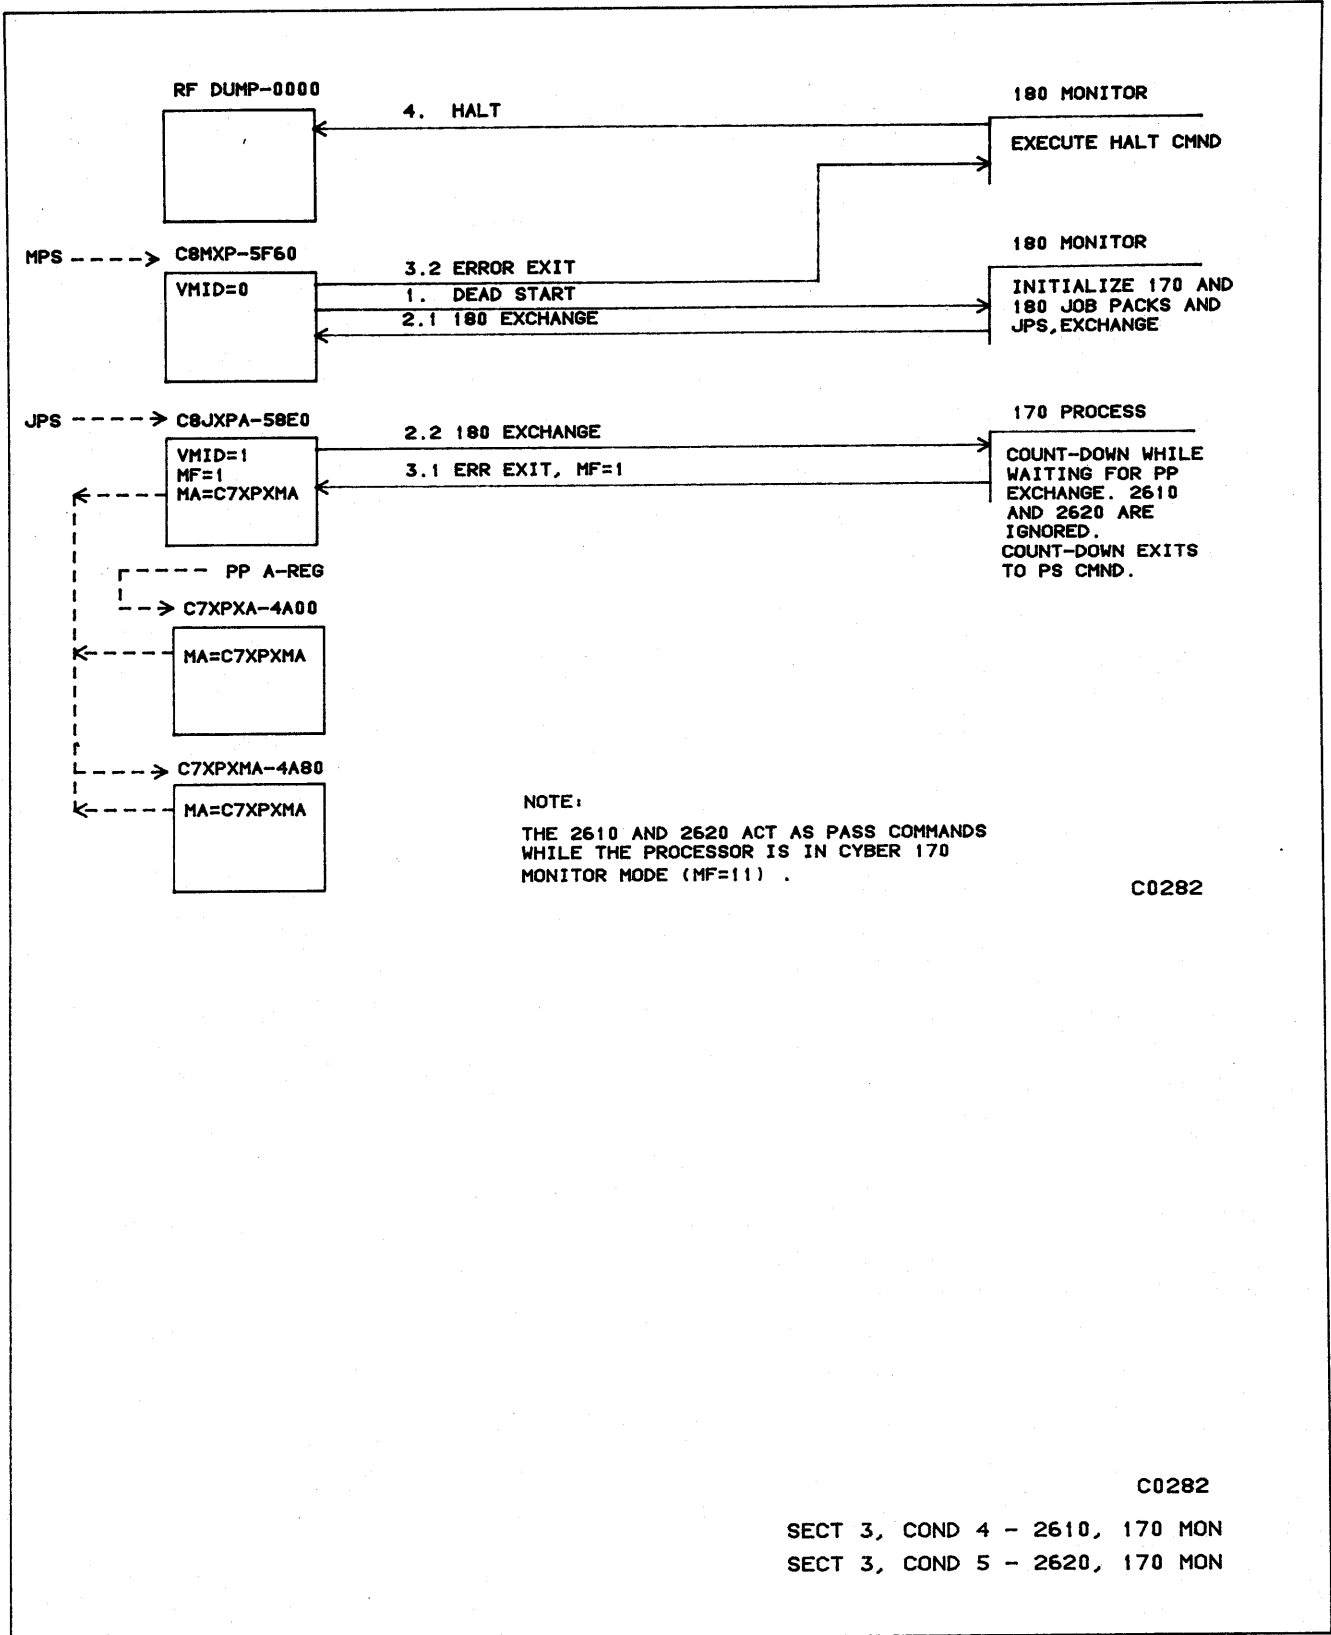 RF DUMP-0000
4. HALT
180 MONITOR
EXECUTE HALT CMND
MPS ----> C8MXP-5F60
VMID=0
3.2 ERROR EXIT
1. DEAD START
2.1 180 EXCHANGE
180 MONITOR
INITIALIZE 170 AND
180 JOB PACKS AND
JPS,EXCHANGE
JPS ----> C8JXPA-58E0
VMID=1
MF=1
MA=C7XPXMA
2.2 180 EXCHANGE
3.1 ERR EXIT, MF=1
170 PROCESS
COUNT-DOWN WHILE
WAITING FOR PP
EXCHANGE. 2610
AND 2620 ARE
IGNORED.
COUNT-DOWN EXITS
TO PS CMND.
PP A-REG
C7XPXA-4A00
MA=C7XPXMA
C7XPXMA-4A80
MA=C7XPXMA
NOTE:
THE 2610 AND 2620 ACT AS PASS COMMANDS
WHILE THE PROCESSOR IS IN CYBER 170
MONITOR MODE (MF=11) .
C0282
C0282
SECT 3, COND 4 - 2610, 170 MON
SECT 3, COND 5 - 2620, 170 MON